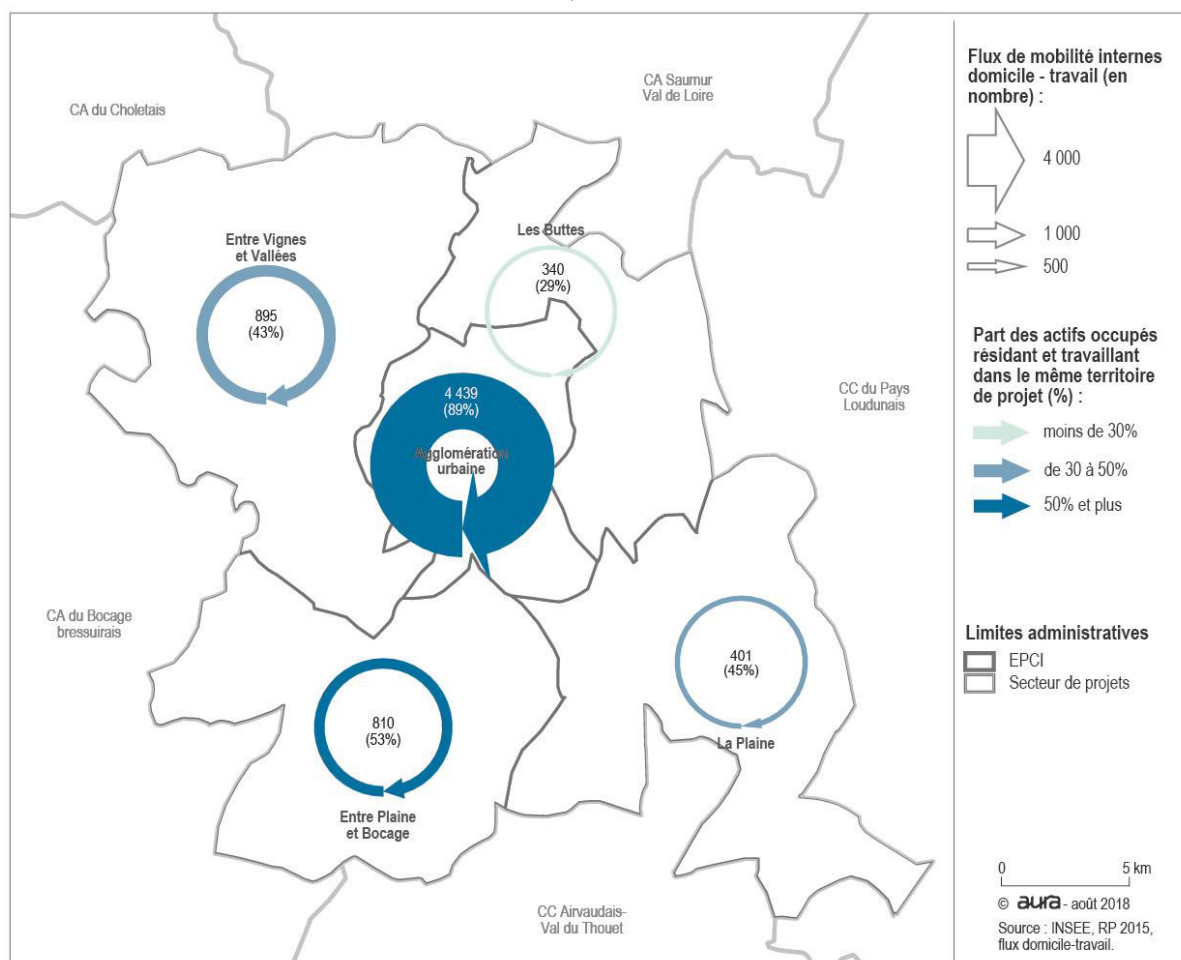 CA du Choletais
CA Saumur
Val de Loire
Entre Vignes
et Vallées
895
(43%)
Les Buttes
340
(29%)
4 439
(89%)
Agglomération
urbaine
CC du Pays
Loudunais
CA du Bocage
bressuirais
401
(45%)
La Plaine
810
(53%)
Entre Plaine
et Bocage
CC Airvaudais-
Val du Thouet
Flux de mobilité internes
domicile - travail (en
nombre) :
4 000
1 000
500
Part des actifs occupés
résidant et travaillant
dans le même territoire
de projet (%) :
moins de 30%
de 30 à 50%
50% et plus
Limites administratives
EPCI
Secteur de projets
0 5 km
© aura - août 2018
Source : INSEE, RP 2015,
flux domicile-travail.